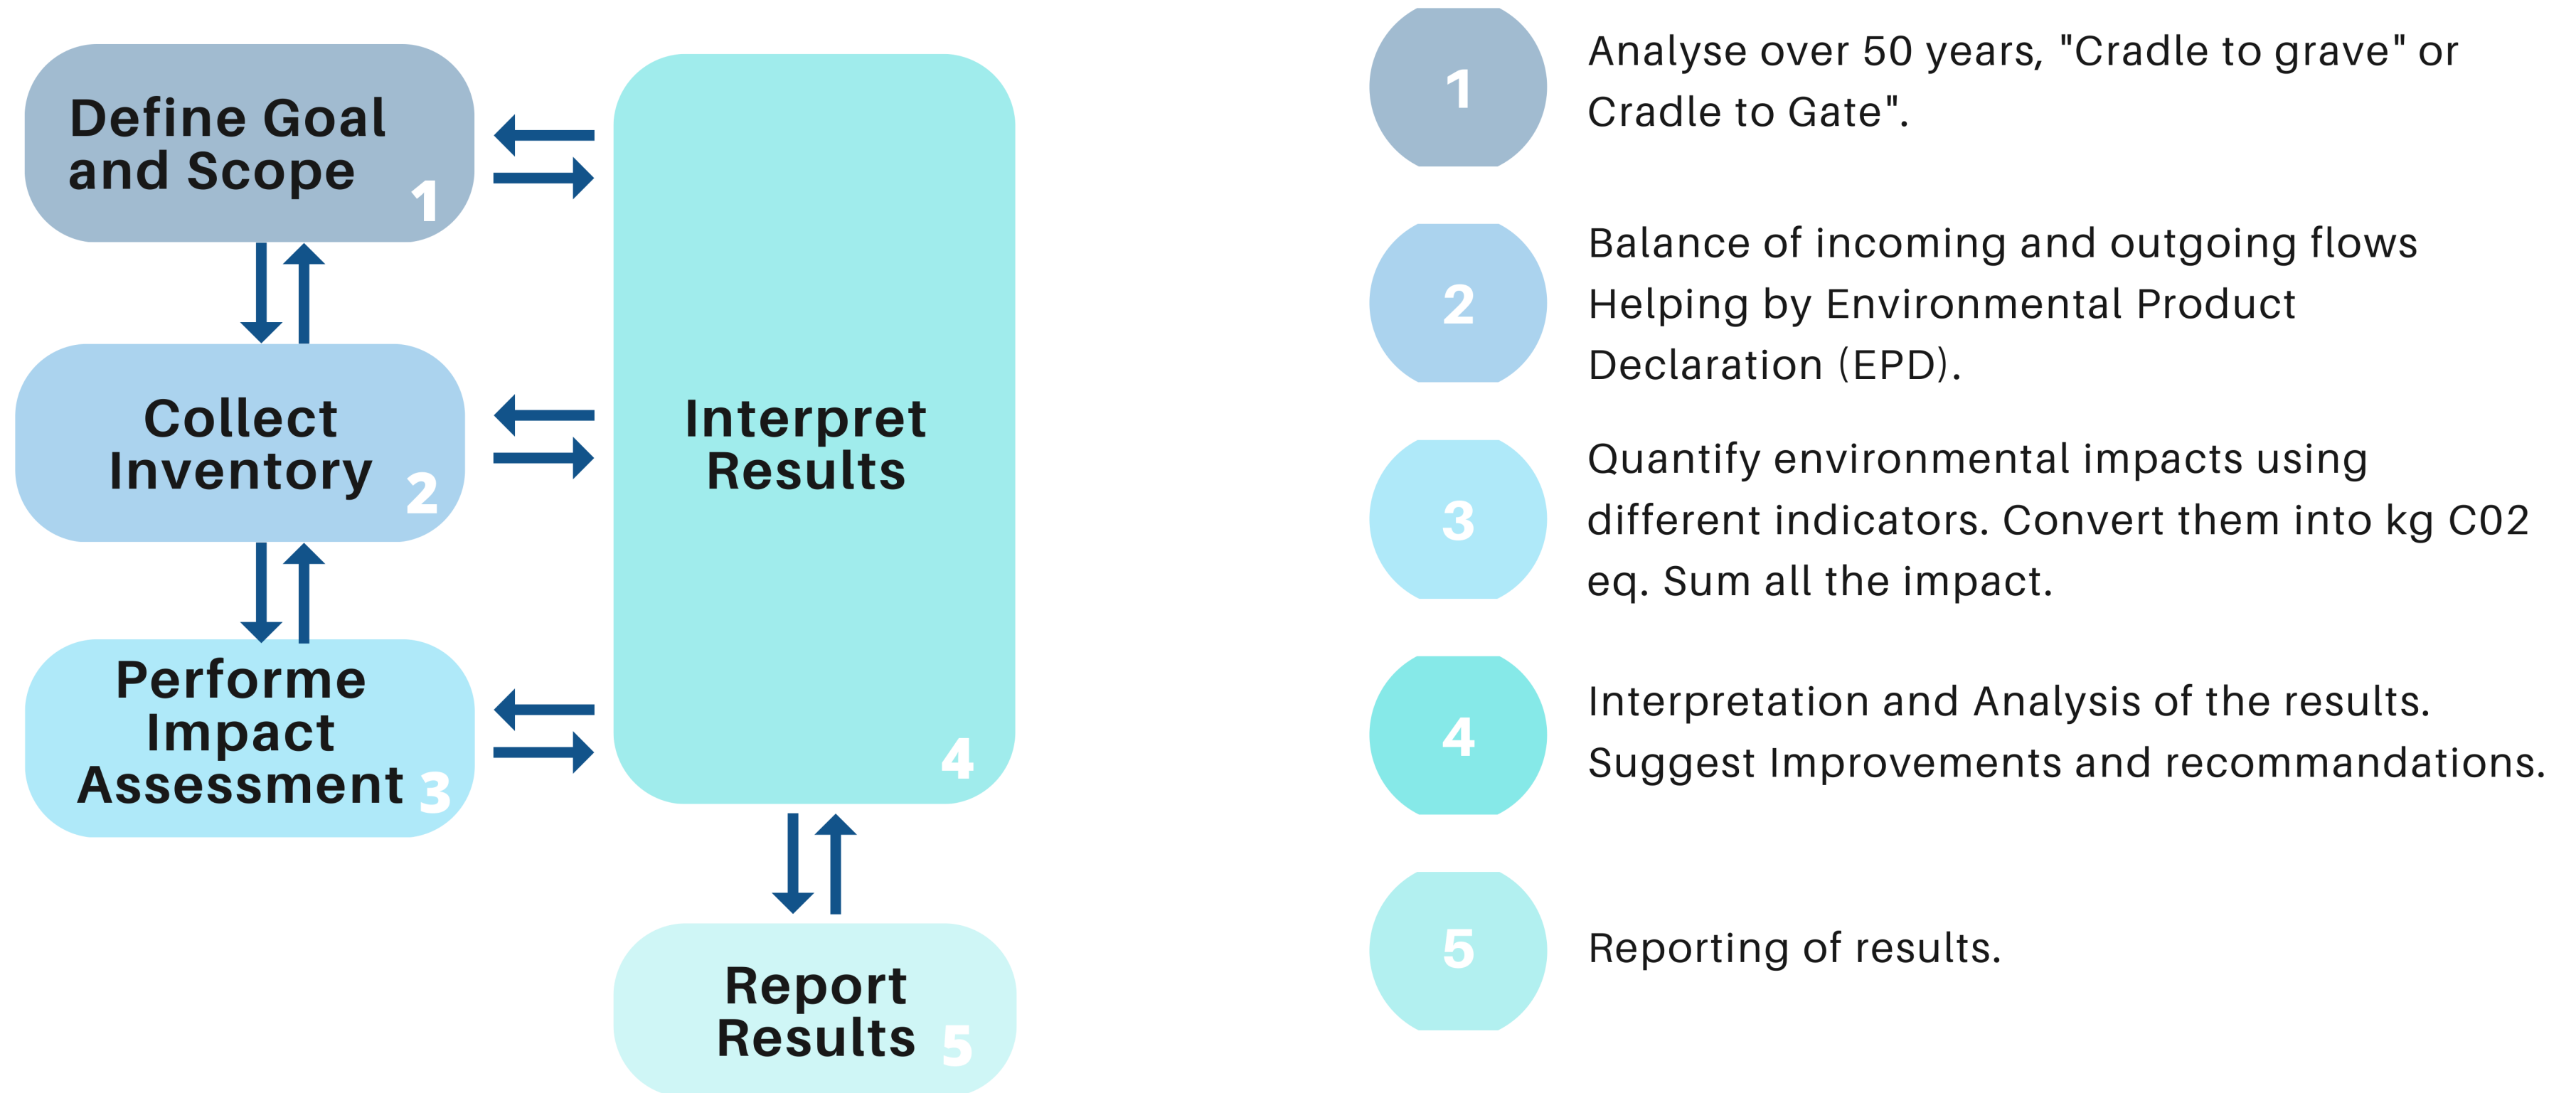 Define Goal
and Scope
1
Collect
Inventory
2
Performe
Impact
Assessment
3
Interpret
Results
4
Report
Results
5
1
Analyse over 50 years, "Cradle to grave" or
Cradle to Gate".
2
Balance of incoming and outgoing flows
Helping by Environmental Product
Declaration (EPD).
3
Quantify environmental impacts using
different indicators. Convert them into kg C02
eq. Sum all the impact.
4
Interpretation and Analysis of the results.
Suggest Improvements and recommandations.
5
Reporting of results.